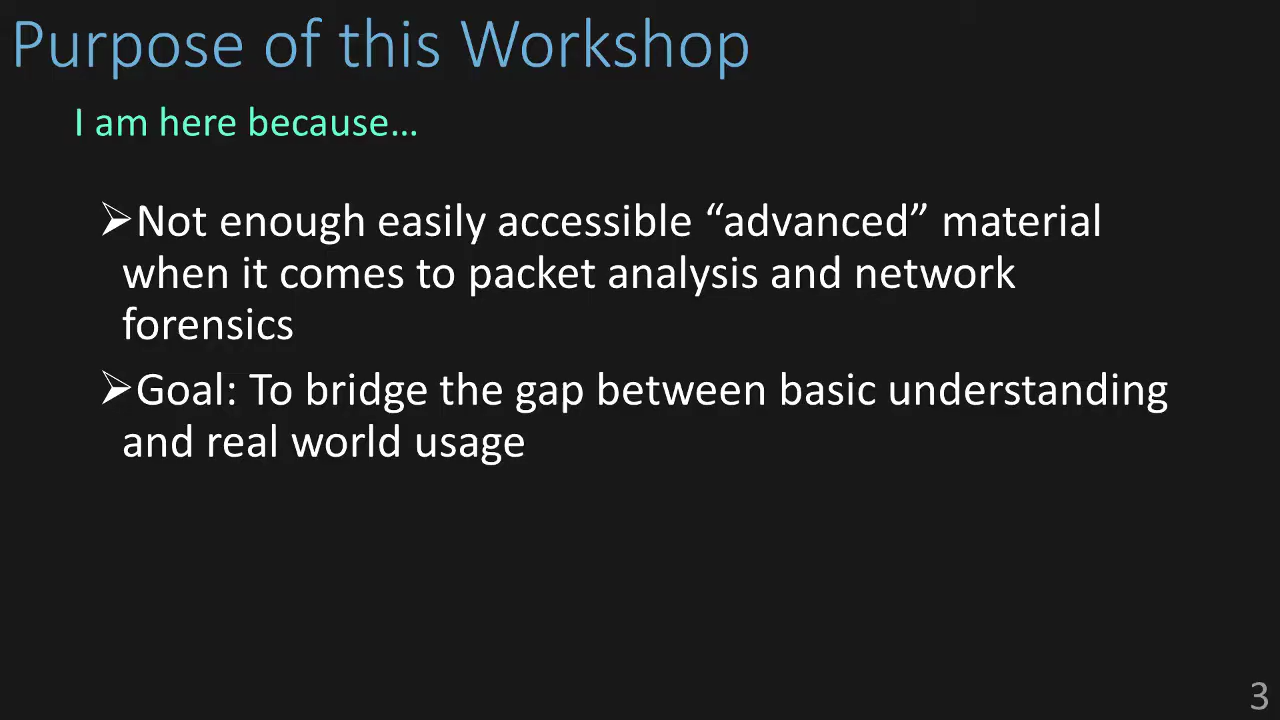 Purpose of this Workshop
I am here because…
➢Not enough easily accessible “advanced” material
when it comes to packet analysis and network
forensics
➢Goal: To bridge the gap between basic understanding
and real world usage
3